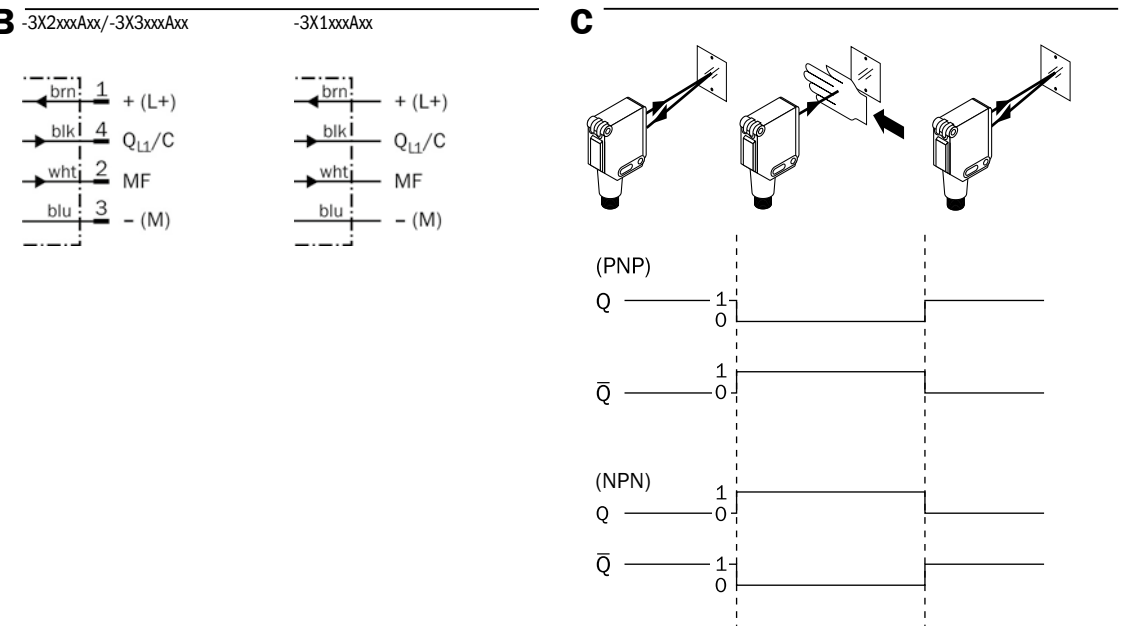 B
-3X2xxxAxx/-3X3xxxAxx
-3X1xxxAxx
brn 1 + (L+)
blk 4 QL1/C
wht 2 MF
blu 3 – (M)
brn + (L+)
blk QL1/C
wht MF
blu – (M)
C
(PNP)
Q 1
0
Q̅ 1
0
(NPN)
Q 1
0
Q̅ 1
0